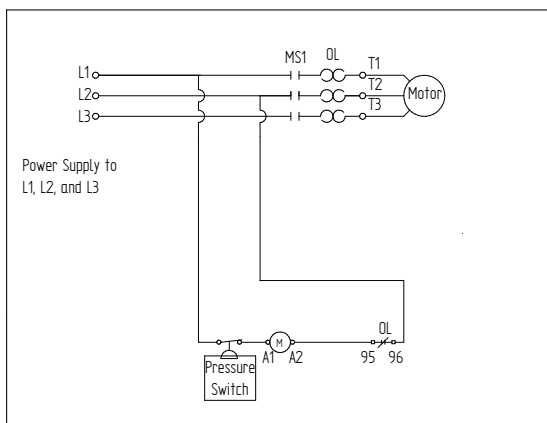 MS1 OL
L1 T1
L2 T2 Motor
L3 T3
Power Supply to
L1, L2, and L3
OL
M
A1 A2 95 96
Pressure
Switch